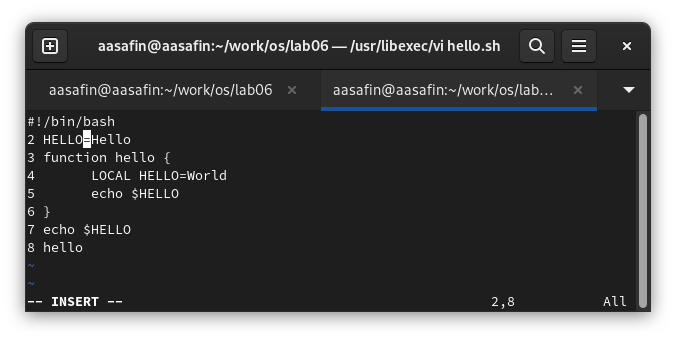 aasafin@aasafin:~/work/os/lab06 — /usr/libexec/vi hello.sh
aasafin@aasafin:~/work/os/lab06
aasafin@aasafin:~/work/os/lab…
#!/bin/bash
2 HELLO=Hello
3 function hello {
4       LOCAL HELLO=World
5       echo $HELLO
6 }
7 echo $HELLO
8 hello
~
~
-- INSERT --                                              2,8           All